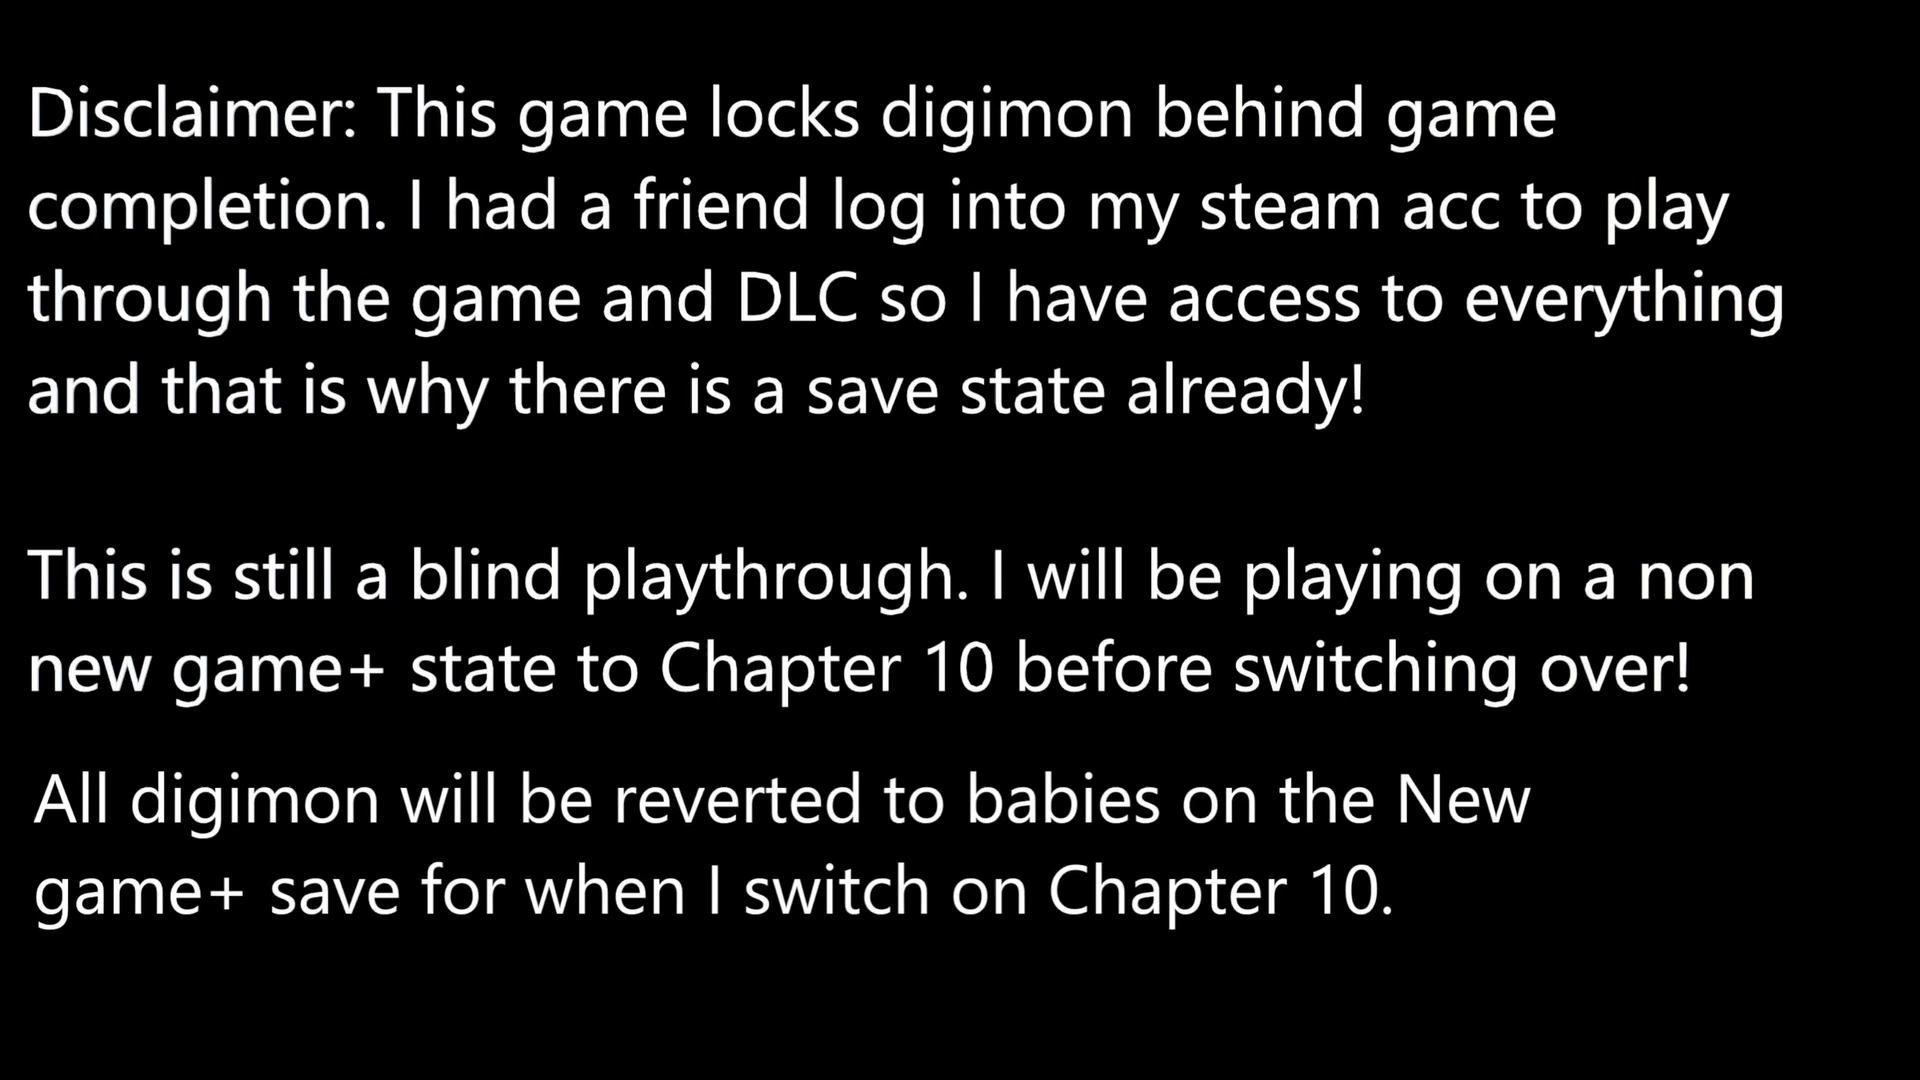 Disclaimer: This game locks digimon behind game
completion. I had a friend log into my steam acc to play
through the game and DLC so I have access to everything
and that is why there is a save state already!
This is still a blind playthrough. I will be playing on a non
new game+ state to Chapter 10 before switching over!
All digimon will be reverted to babies on the New
game+ save for when I switch on Chapter 10.